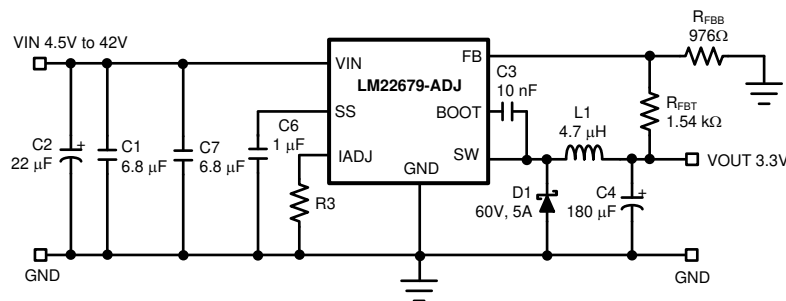 VIN 4.5V to 42V
C2
22 μF
+
C1
6.8 μF
C7
6.8 μF
C6
1 μF
R3
GND
VIN
SS
IADJ
LM22679-ADJ
FB
BOOT
SW
GND
C3
10 nF
L1
4.7 μH
D1
60V, 5A
C4
180 μF
+
RFBB
976Ω
RFBT
1.54 kΩ
VOUT 3.3V
GND